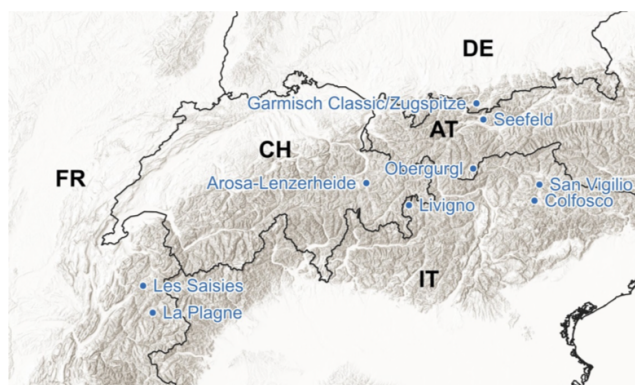 DE
Garmisch Classic/Zugspitze
Seefeld
AT
CH
FR
Obergurgl
Arosa-Lenzerheide
San Vigilio
Livigno
Colfosco
IT
Les Saisies
La Plagne